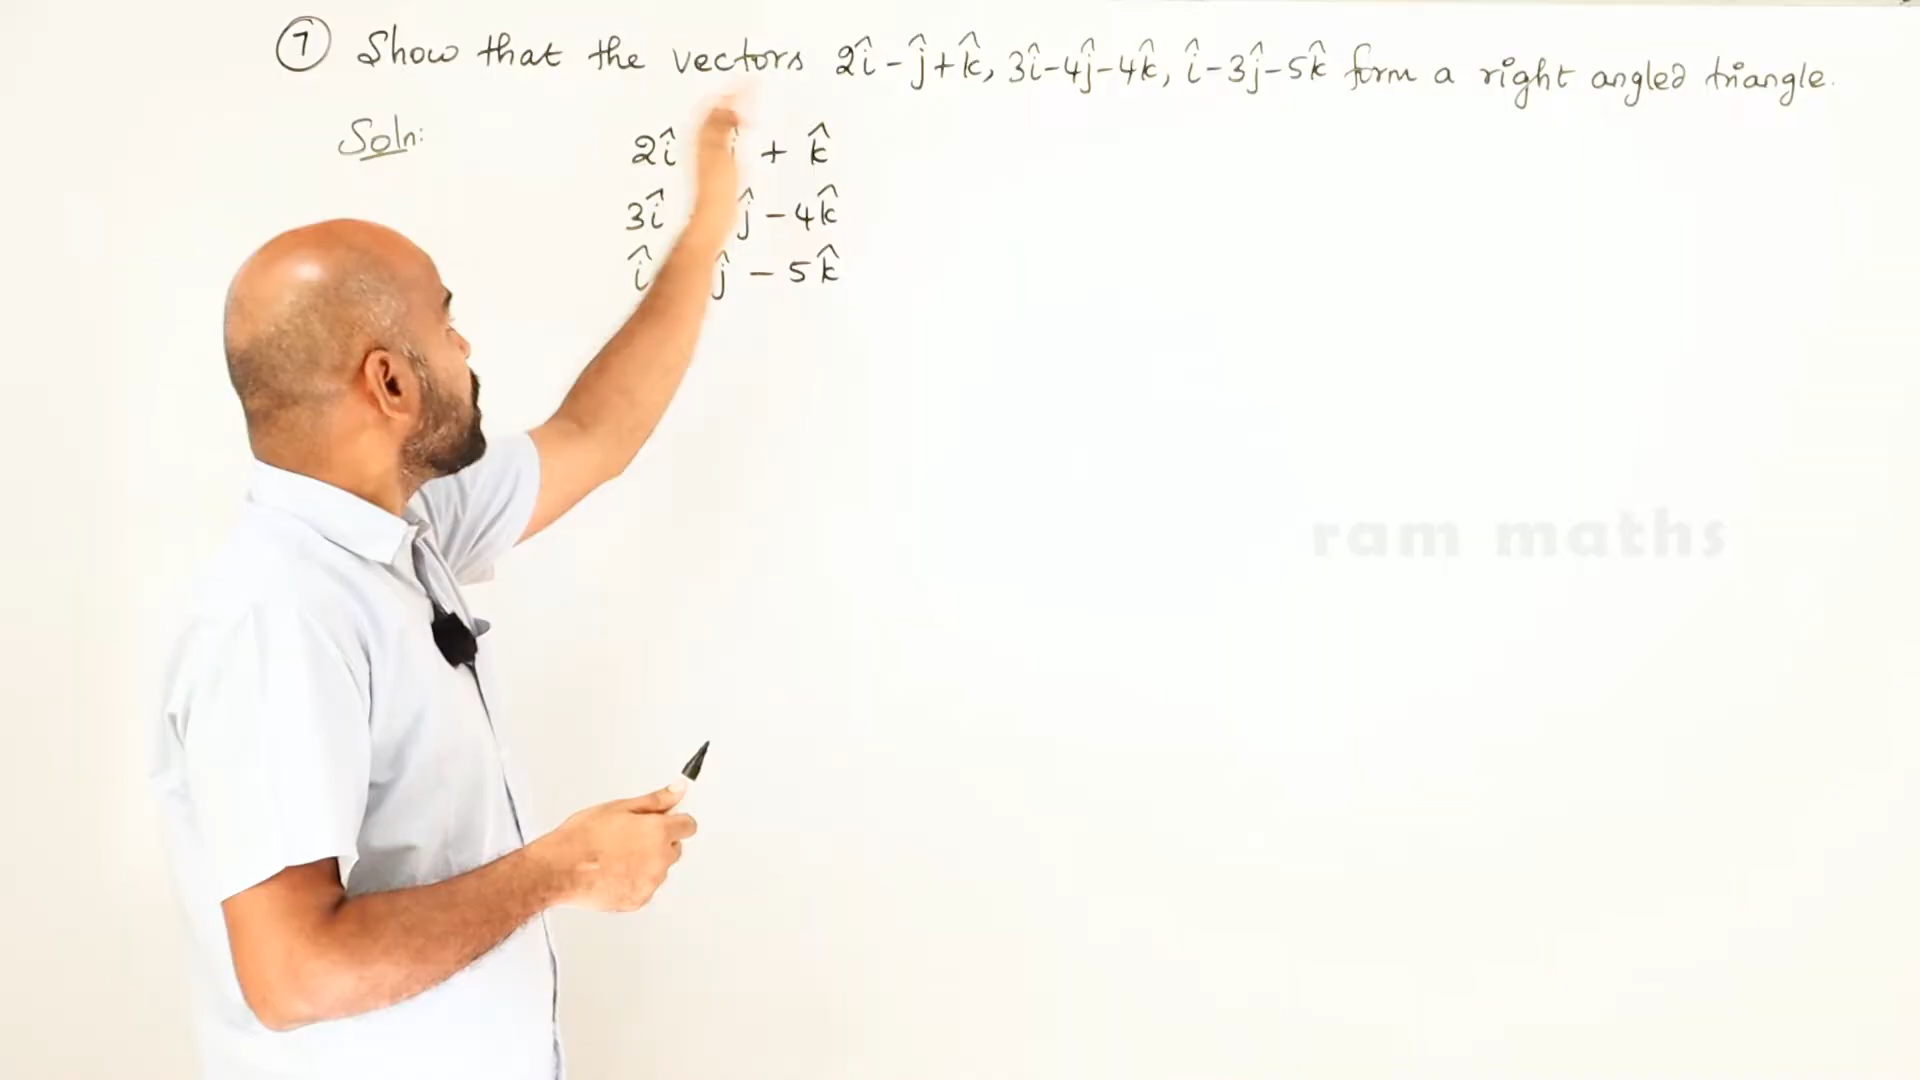 7 Show that the vectors 2î - ĵ + k̂, 3î - 4ĵ - 4k̂, î - 3ĵ - 5k̂ form a right angled triangle.
Soln:
2î + k̂
3î ĵ - 4k̂
î ĵ - 5k̂
ram maths